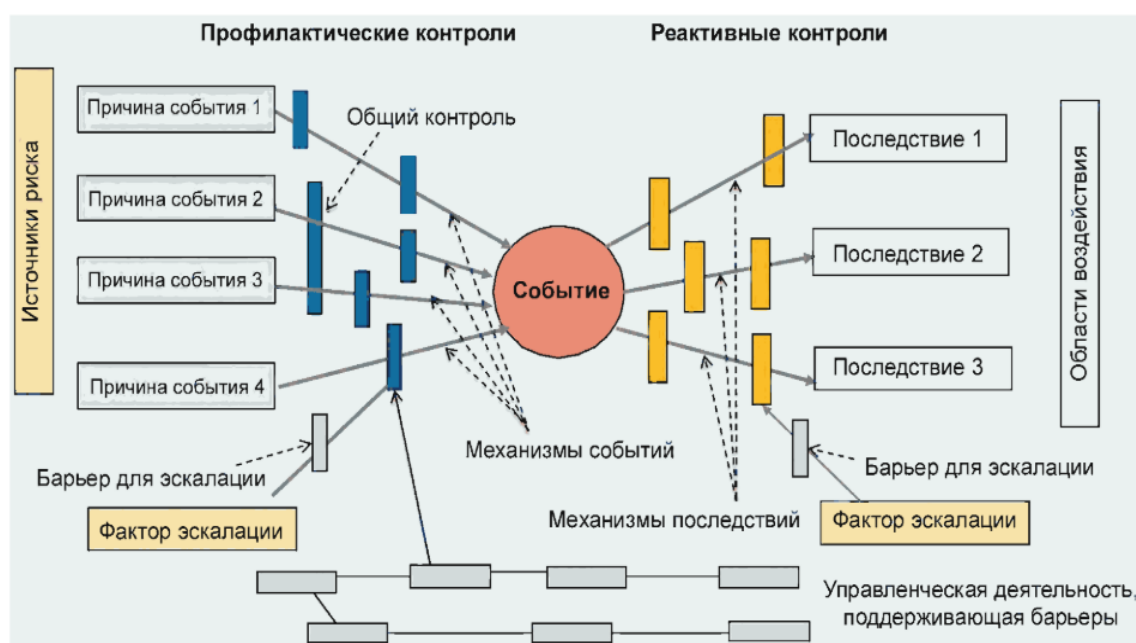 Профилактические контроли
Реактивные контроли
Источники риска
Причина события 1
Причина события 2
Причина события 3
Причина события 4
Общий контроль
Событие
Последствие 1
Последствие 2
Последствие 3
Области воздействия
Механизмы событий
Барьер для эскалации
Фактор эскалации
Механизмы последствий
Барьер для эскалации
Фактор эскалации
Управленческая деятельность,
поддерживающая барьеры